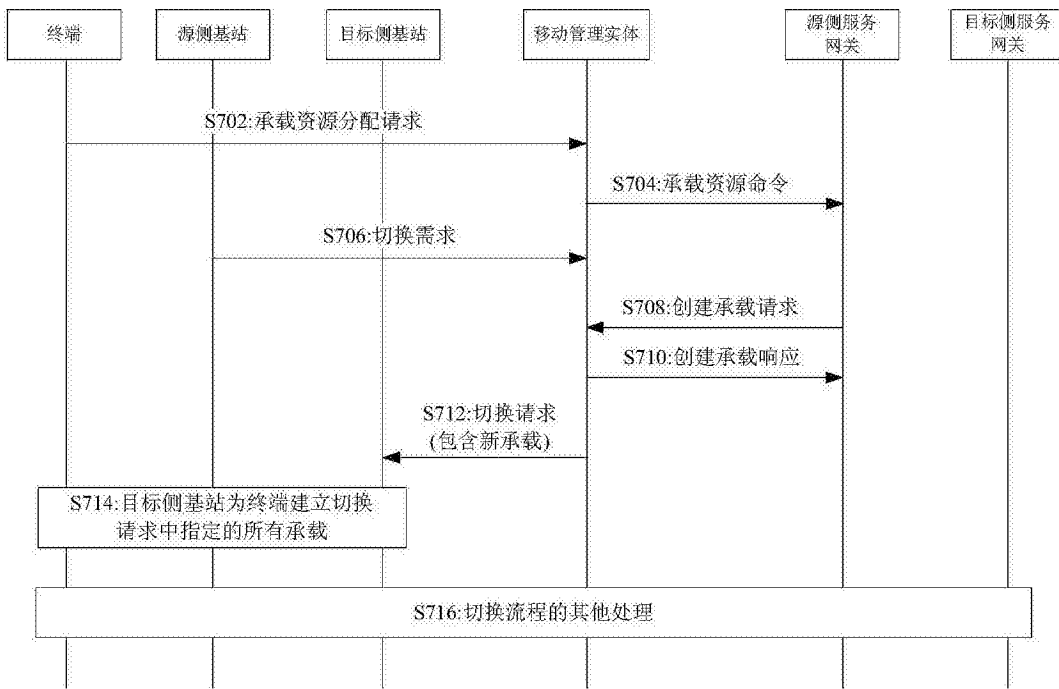 终端
源侧基站
目标侧基站
移动管理实体
源侧服务
网关
目标侧服务
网关
S702:承载资源分配请求
S704:承载资源命令
S706:切换需求
S708:创建承载请求
S710:创建承载响应
S712:切换请求
(包含新承载)
S714:目标侧基站为终端建立切换
请求中指定的所有承载
S716:切换流程的其他处理